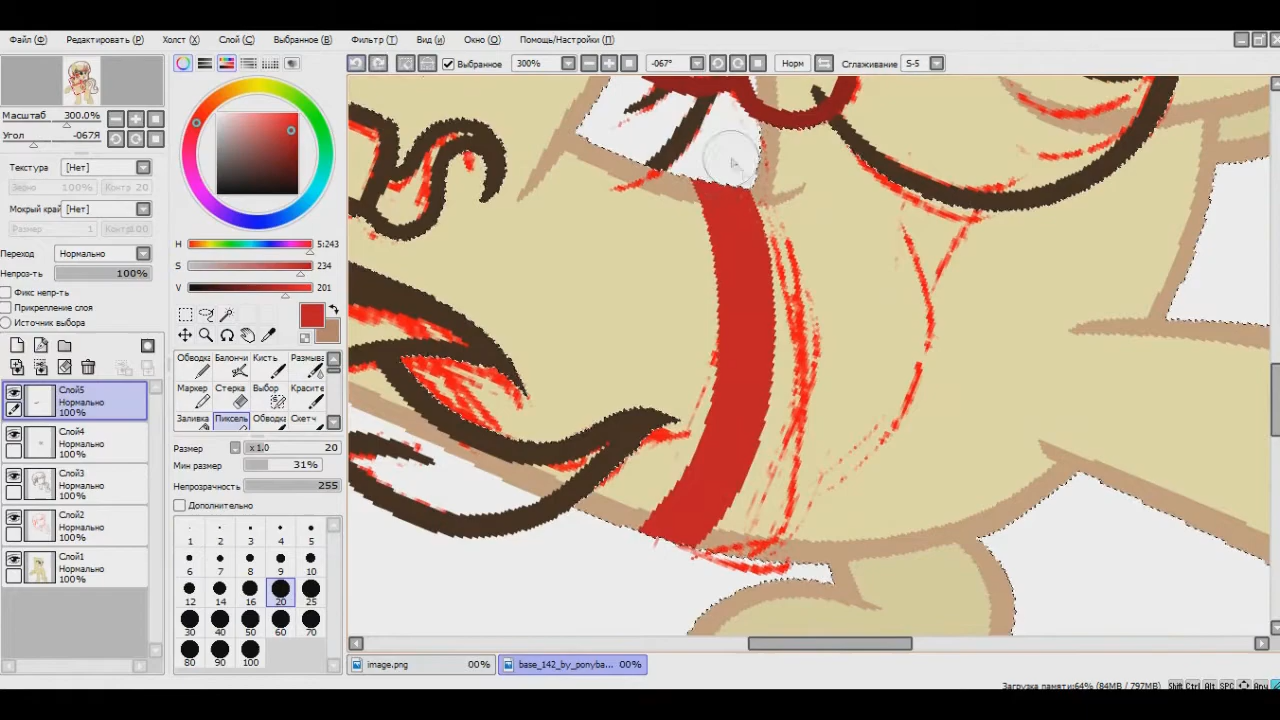 Файл (Ф) Редактировать (P) Холст (X) Слой (C) Выбранное (B) Фильтр (T) Вид (и) Окно (O) Помощь/Настройки (П)
Выбранное 300% -067° Норм Сглаживание S-5
Масштаб 300.0%
Угол -067Я
Текстура [Нет]
Зерно 100% Контр 20
Мокрый край [Нет]
Размер 1 Контр 100
Переход Нормально
Непроз-ть 100%
Фикс непр-ть
Прикрепление слоя
Источник выбора
Слой5
Нормально
100%
Слой4
Нормально
100%
Слой3
Нормально
100%
Слой2
Нормально
100%
Слой1
Нормально
100%
H 5:243
S 234
V 201
Обводка Балончи Кисть Размыва
Маркер Стерка Выбор Красите
Заливка Пиксель Обводка Скетч
Размер x 1.0 20
Мин размер 31%
Непрозрачность 255
Дополнительно
1 2 3 4 5
6 7 8 9 10
12 14 16 20 25
30 40 50 60 70
80 90 100
image.png 00% base_142_by_ponyba... 00%
Загрузка памяти:64% (84MB / 797MB) Shift Ctrl Alt SPC Any